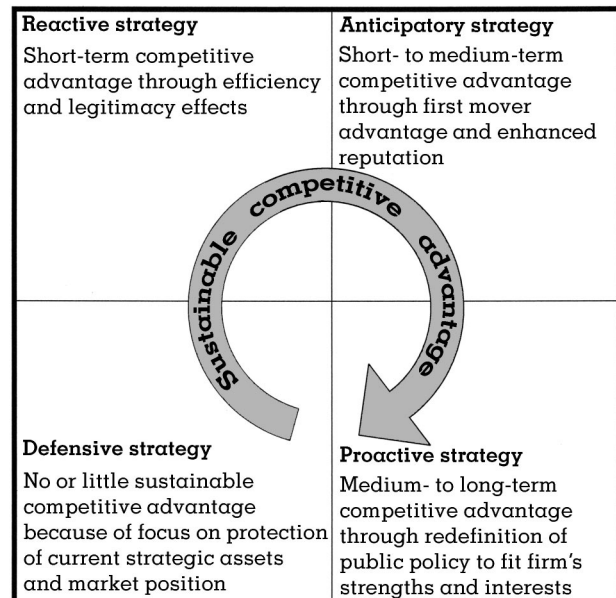 Reactive strategy
Short-term competitive
advantage through efficiency
and legitimacy effects
Anticipatory strategy
Short- to medium-term
competitive advantage
through first mover
advantage and enhanced
reputation
Sustainable competitive advantage
Defensive strategy
No or little sustainable
competitive advantage
because of focus on protection
of current strategic assets
and market position
Proactive strategy
Medium- to long-term
competitive advantage
through redefinition of
public policy to fit firm's
strengths and interests